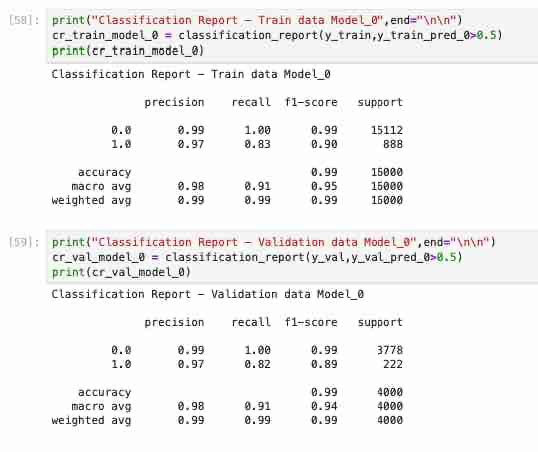 [58]: print("Classification Report – Train data Model_0",end="\n\n")
cr_train_model_0 = classification_report(y_train,y_train_pred_0>0.5)
print(cr_train_model_0)
Classification Report – Train data Model_0
precision recall f1-score support
0.0 0.99 1.00 0.99 15112
1.0 0.97 0.83 0.90 888
accuracy 0.99 16000
macro avg 0.98 0.91 0.95 16000
weighted avg 0.99 0.99 0.99 16000
[59]: print("Classification Report – Validation data Model_0",end="\n\n")
cr_val_model_0 = classification_report(y_val,y_val_pred_0>0.5)
print(cr_val_model_0)
Classification Report – Validation data Model_0
precision recall f1-score support
0.0 0.99 1.00 0.99 3778
1.0 0.97 0.82 0.89 222
accuracy 0.99 4000
macro avg 0.98 0.91 0.94 4000
weighted avg 0.99 0.99 0.99 4000